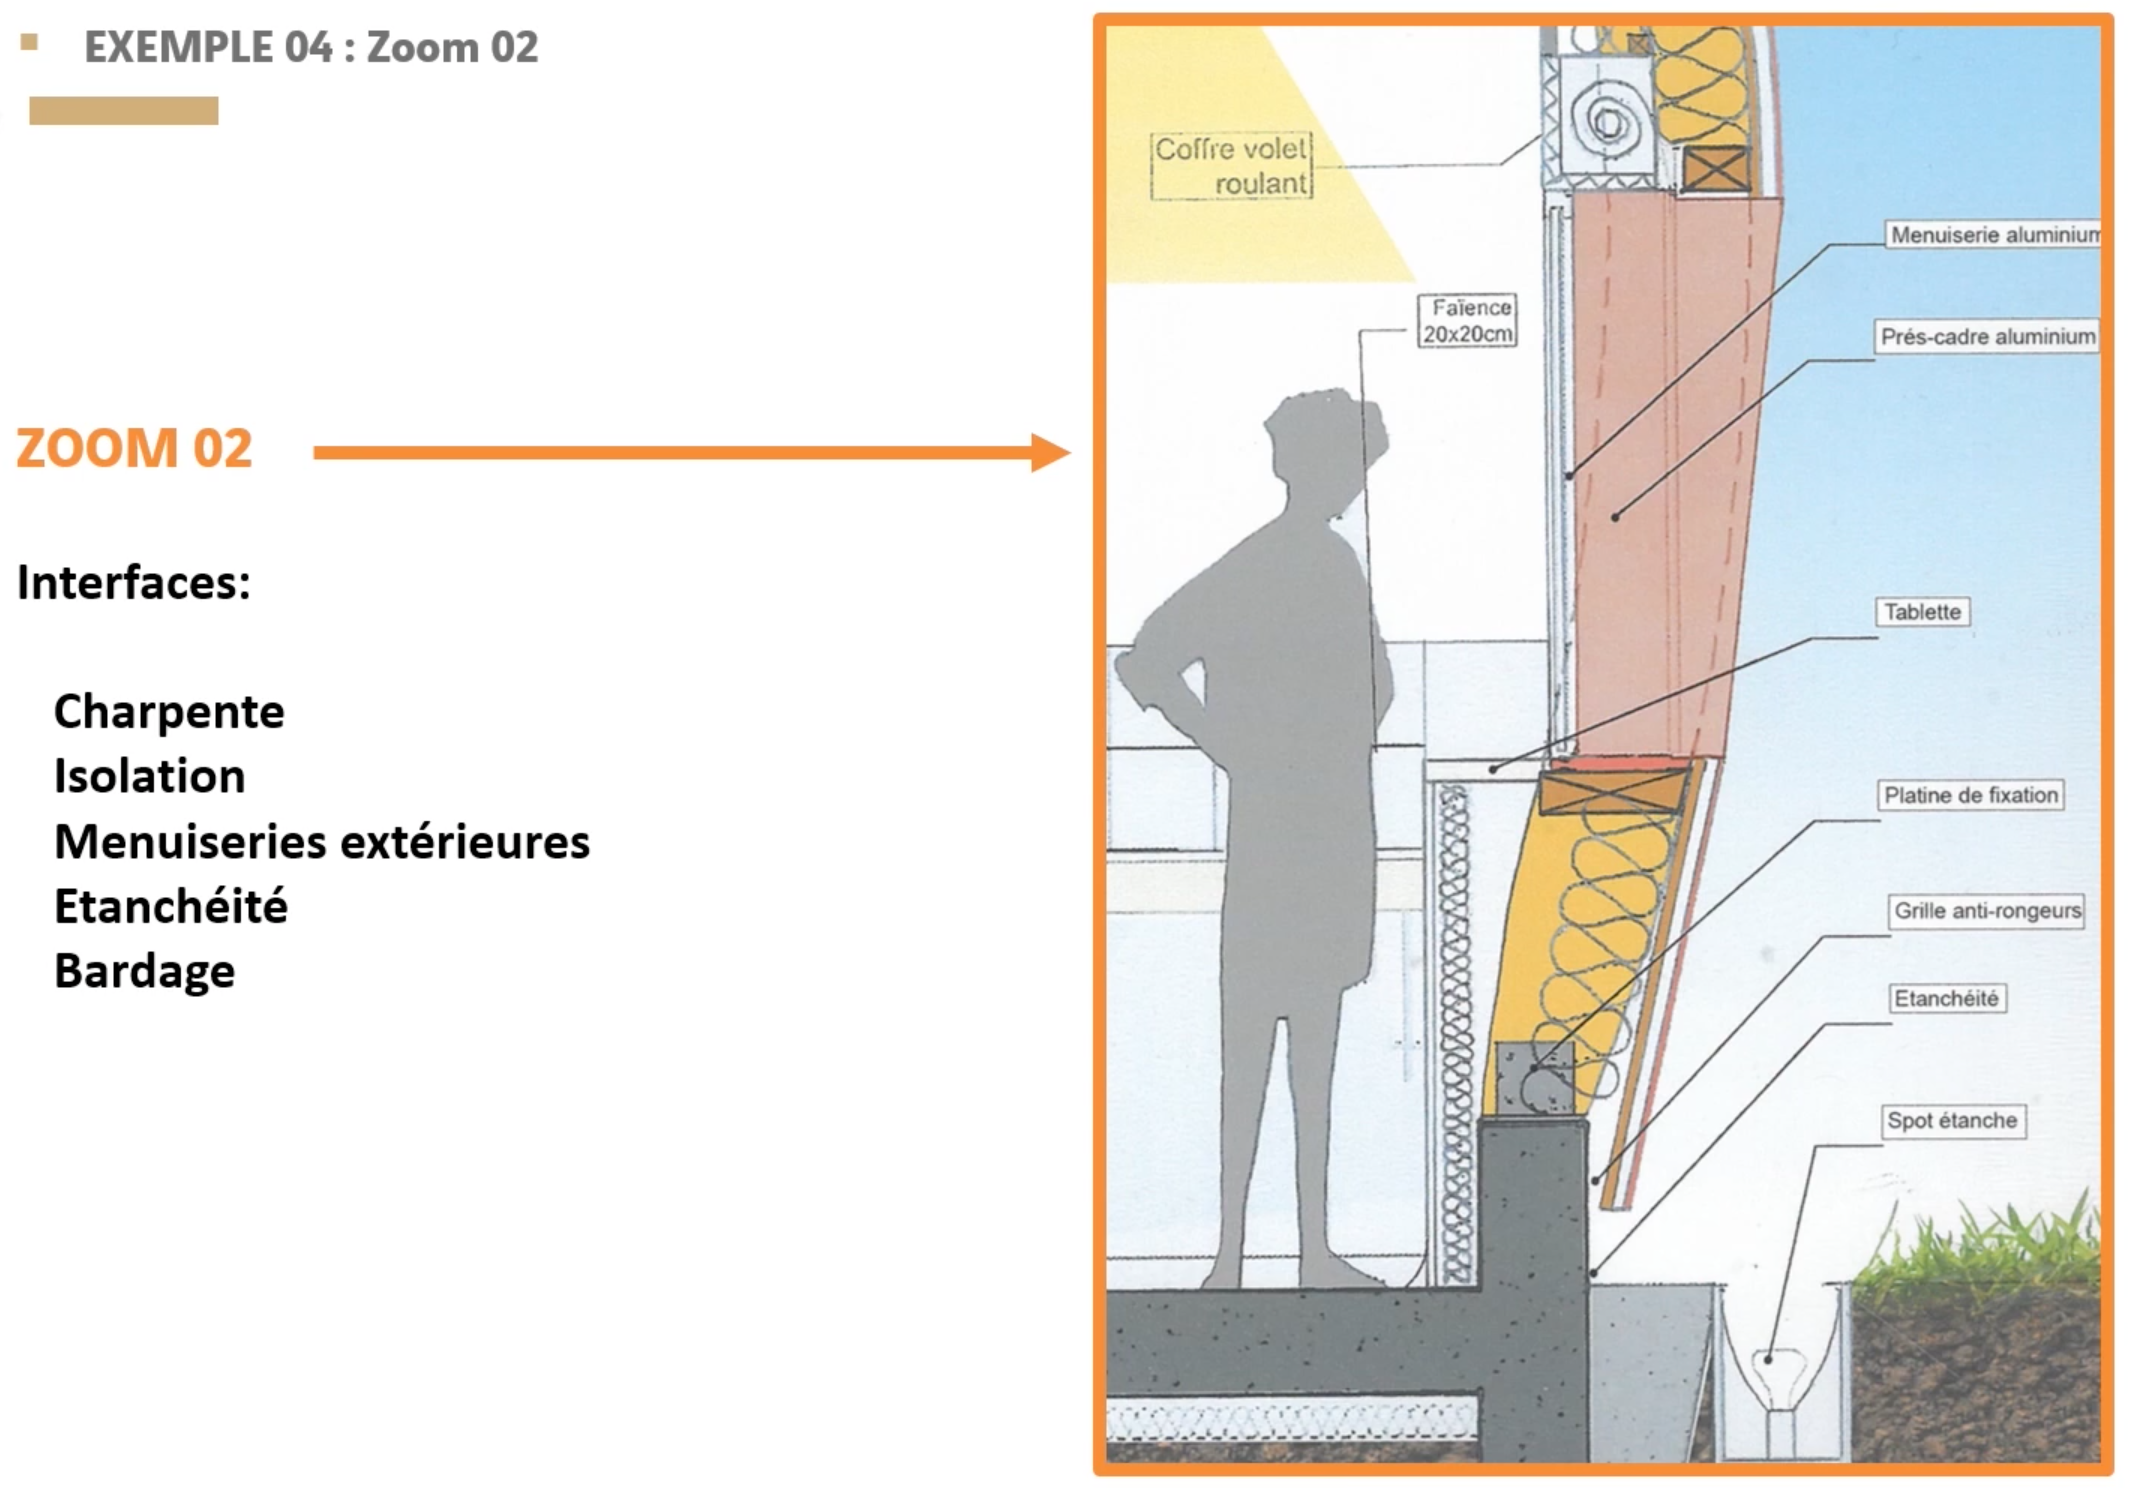 EXEMPLE 04 : Zoom 02
ZOOM 02
Interfaces:
Charpente
Isolation
Menuiseries extérieures
Etanchéité
Bardage
Coffre volet
roulant
Faïence
20x20cm
Menuiserie aluminium
Prés-cadre aluminium
Tablette
Platine de fixation
Grille anti-rongeurs
Etanchéité
Spot étanche